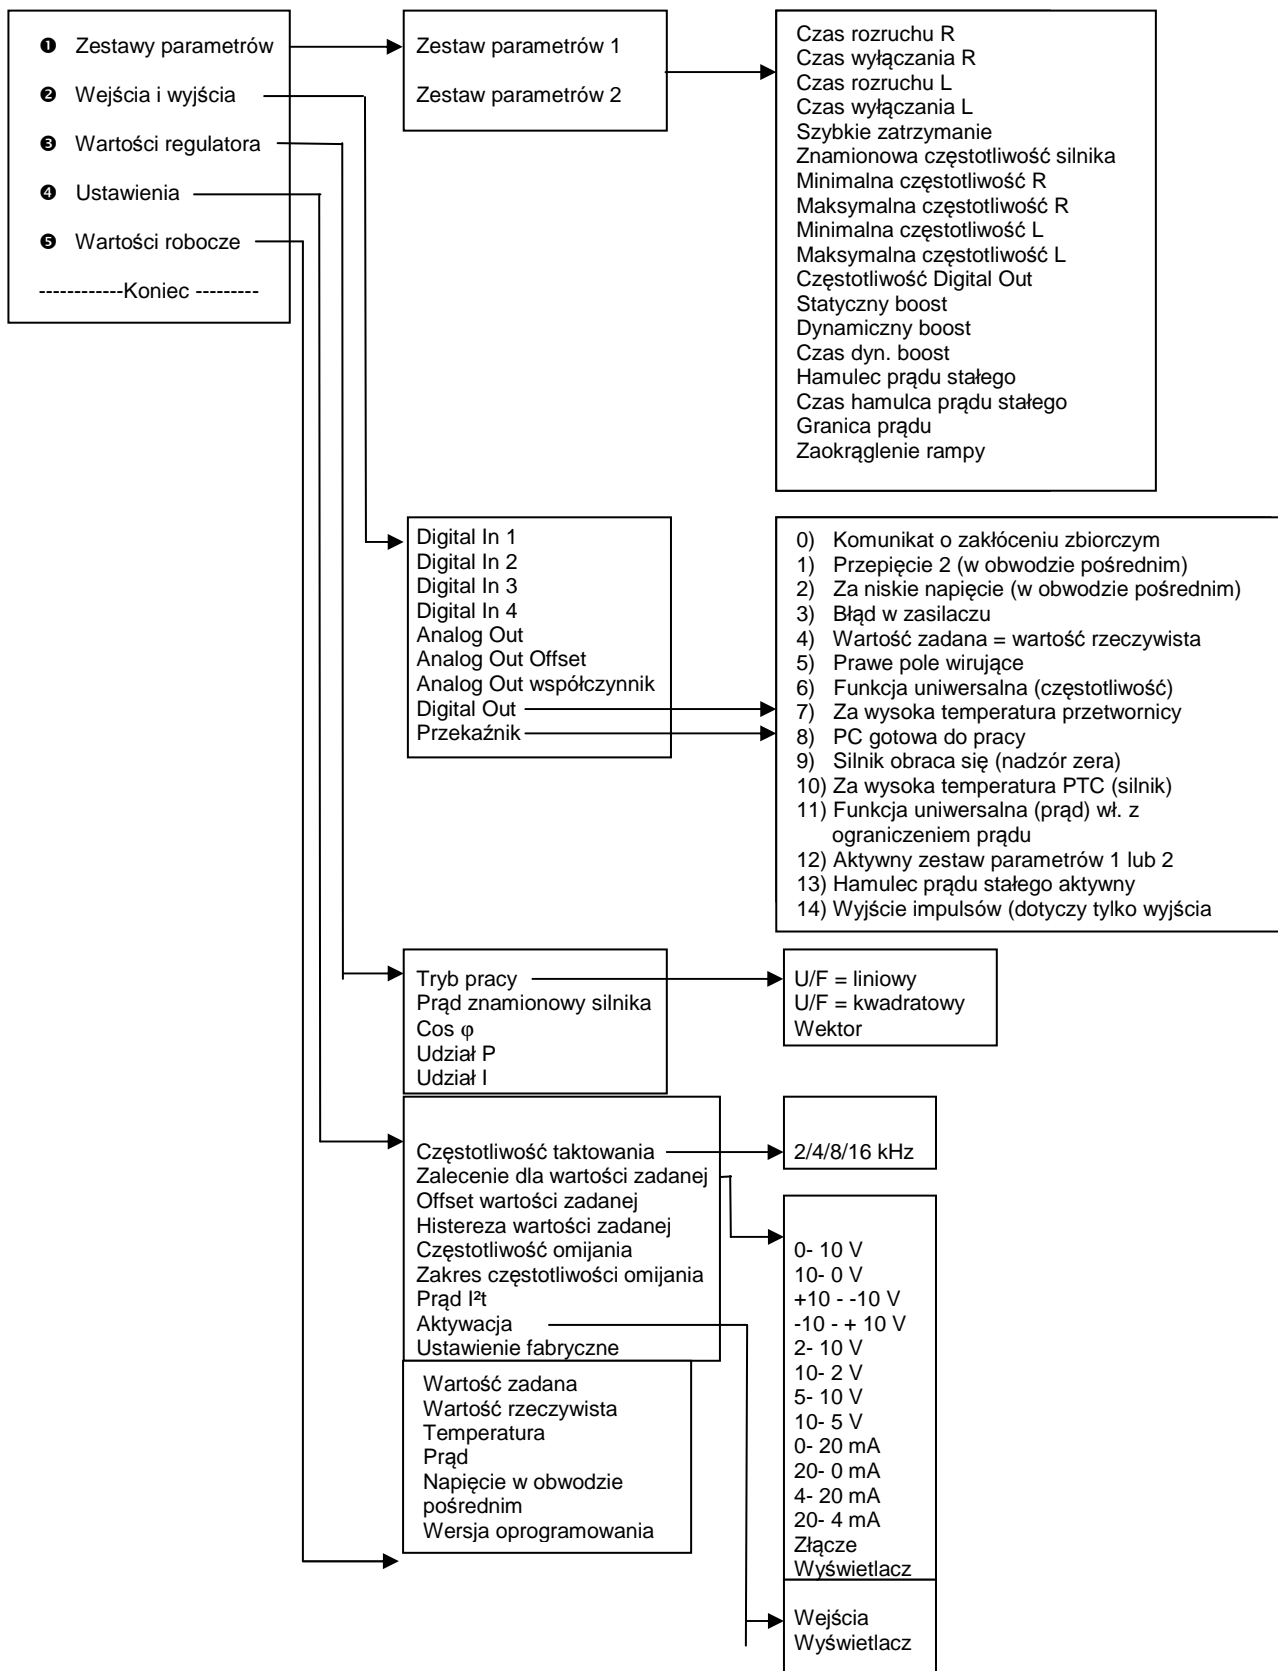 ❶ Zestawy parametrów
❷ Wejścia i wyjścia
❸ Wartości regulatora
❹ Ustawienia
❺ Wartości robocze
------------Koniec ---------
Zestaw parametrów 1
Zestaw parametrów 2
Czas rozruchu R
Czas wyłączania R
Czas rozruchu L
Czas wyłączania L
Szybkie zatrzymanie
Znamionowa częstotliwość silnika
Minimalna częstotliwość R
Maksymalna częstotliwość R
Minimalna częstotliwość L
Maksymalna częstotliwość L
Częstotliwość Digital Out
Statyczny boost
Dynamiczny boost
Czas dyn. boost
Hamulec prądu stałego
Czas hamulca prądu stałego
Granica prądu
Zaokrąglenie rampy
Digital In 1
Digital In 2
Digital In 3
Digital In 4
Analog Out
Analog Out Offset
Analog Out współczynnik
Digital Out
Przekaźnik
0) Komunikat o zakłóceniu zbiorczym
1) Przepięcie 2 (w obwodzie pośrednim)
2) Za niskie napięcie (w obwodzie pośrednim)
3) Błąd w zasilaczu
4) Wartość zadana = wartość rzeczywista
5) Prawe pole wirujące
6) Funkcja uniwersalna (częstotliwość)
7) Za wysoka temperatura przetwornicy
8) PC gotowa do pracy
9) Silnik obraca się (nadzór zera)
10) Za wysoka temperatura PTC (silnik)
11) Funkcja uniwersalna (prąd) wł. z
ograniczeniem prądu
12) Aktywny zestaw parametrów 1 lub 2
13) Hamulec prądu stałego aktywny
14) Wyjście impulsów (dotyczy tylko wyjścia
Tryb pracy
Prąd znamionowy silnika
Cos φ
Udział P
Udział I
U/F = liniowy
U/F = kwadratowy
Wektor
Częstotliwość taktowania
Zalecenie dla wartości zadanej
Offset wartości zadanej
Histereza wartości zadanej
Częstotliwość omijania
Zakres częstotliwości omijania
Prąd I²t
Aktywacja
Ustawienie fabryczne
2/4/8/16 kHz
0- 10 V
10- 0 V
+10 - -10 V
-10 - + 10 V
2- 10 V
10- 2 V
5- 10 V
10- 5 V
0- 20 mA
20- 0 mA
4- 20 mA
20- 4 mA
Złącze
Wyświetlacz
Wartość zadana
Wartość rzeczywista
Temperatura
Prąd
Napięcie w obwodzie
pośrednim
Wersja oprogramowania
Wejścia
Wyświetlacz